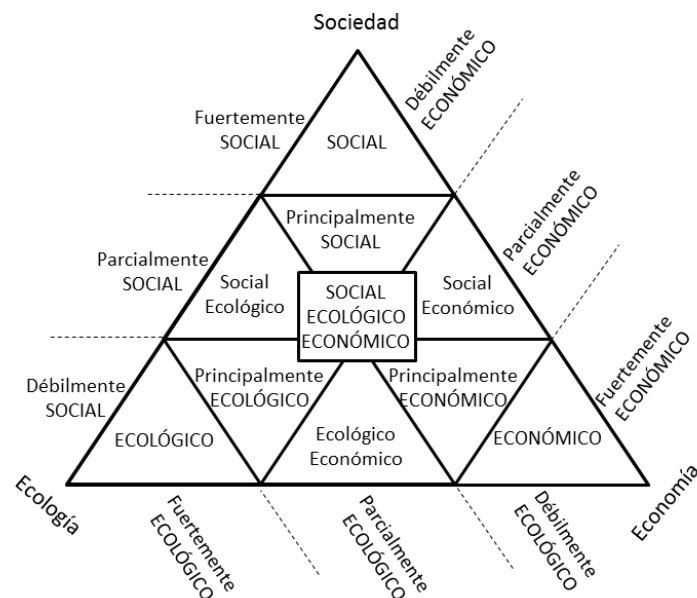 Sociedad
Débilmente
ECONÓMICO
Fuertemente
SOCIAL
SOCIAL
Parcialmente
ECONÓMICO
Principalmente
SOCIAL
Parcialmente
SOCIAL
Social
Ecológico
SOCIAL
ECOLÓGICO
ECONÓMICO
Social
Económico
Fuertemente
ECONÓMICO
Débilmente
SOCIAL
Principalmente
ECOLÓGICO
Principalmente
ECONÓMICO
ECOLÓGICO
Ecológico
Económico
ECONÓMICO
Ecología
Economía
Fuertemente
ECOLÓGICO
Parcialmente
ECOLÓGICO
Débilmente
ECOLÓGICO